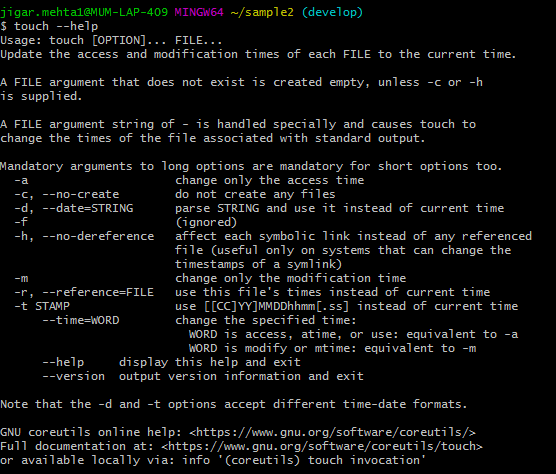 jigar.mehta1@MUM-LAP-409 MINGW64 ~/sample2 (develop)
$ touch --help
Usage: touch [OPTION]... FILE...
Update the access and modification times of each FILE to the current time.

A FILE argument that does not exist is created empty, unless -c or -h
is supplied.

A FILE argument string of - is handled specially and causes touch to
change the times of the file associated with standard output.

Mandatory arguments to long options are mandatory for short options too.
  -a                     change only the access time
  -c, --no-create        do not create any files
  -d, --date=STRING      parse STRING and use it instead of current time
  -f                     (ignored)
  -h, --no-dereference   affect each symbolic link instead of any referenced
                         file (useful only on systems that can change the
                         timestamps of a symlink)
  -m                     change only the modification time
  -r, --reference=FILE   use this file's times instead of current time
  -t STAMP               use [[CC]YY]MMDDhhmm[.ss] instead of current time
      --time=WORD        change the specified time:
                           WORD is access, atime, or use: equivalent to -a
                           WORD is modify or mtime: equivalent to -m
      --help     display this help and exit
      --version  output version information and exit

Note that the -d and -t options accept different time-date formats.

GNU coreutils online help: <https://www.gnu.org/software/coreutils/>
Full documentation at: <https://www.gnu.org/software/coreutils/touch>
or available locally via: info '(coreutils) touch invocation'